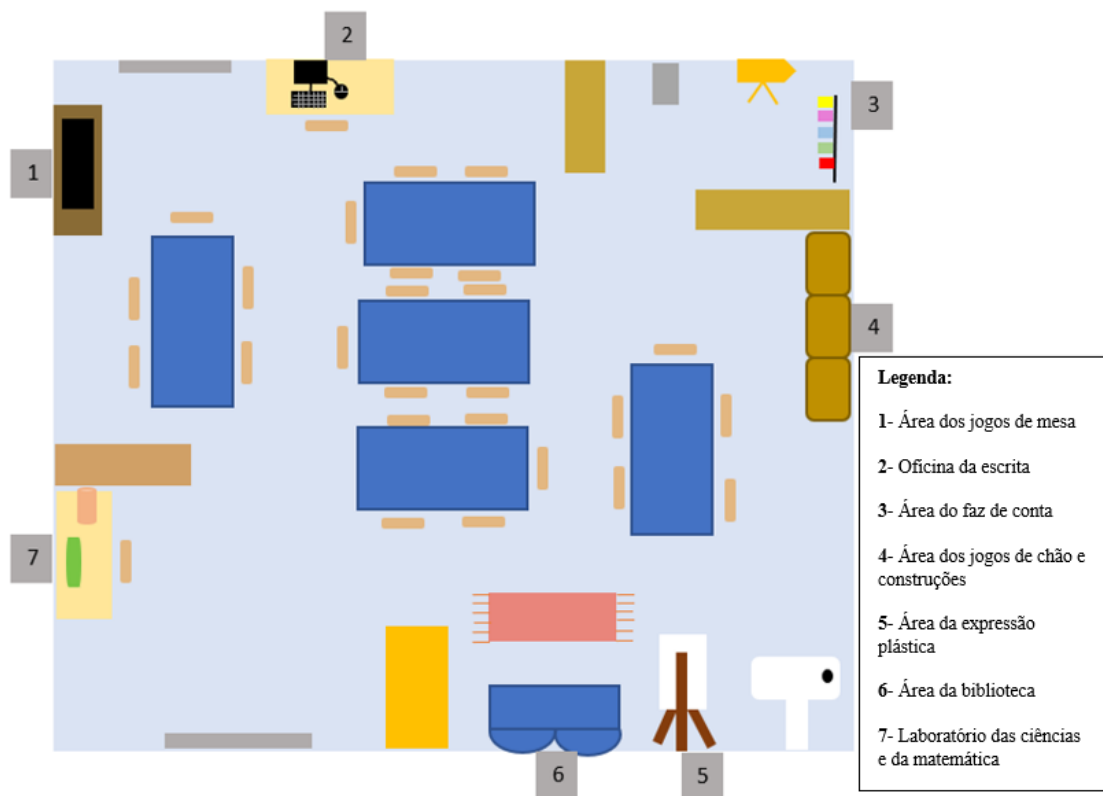 2
3
1
4
7
6
5
Legenda:
1- Área dos jogos de mesa
2- Oficina da escrita
3- Área do faz de conta
4- Área dos jogos de chão e
construções
5- Área da expressão
plástica
6- Área da biblioteca
7- Laboratório das ciências
e da matemática